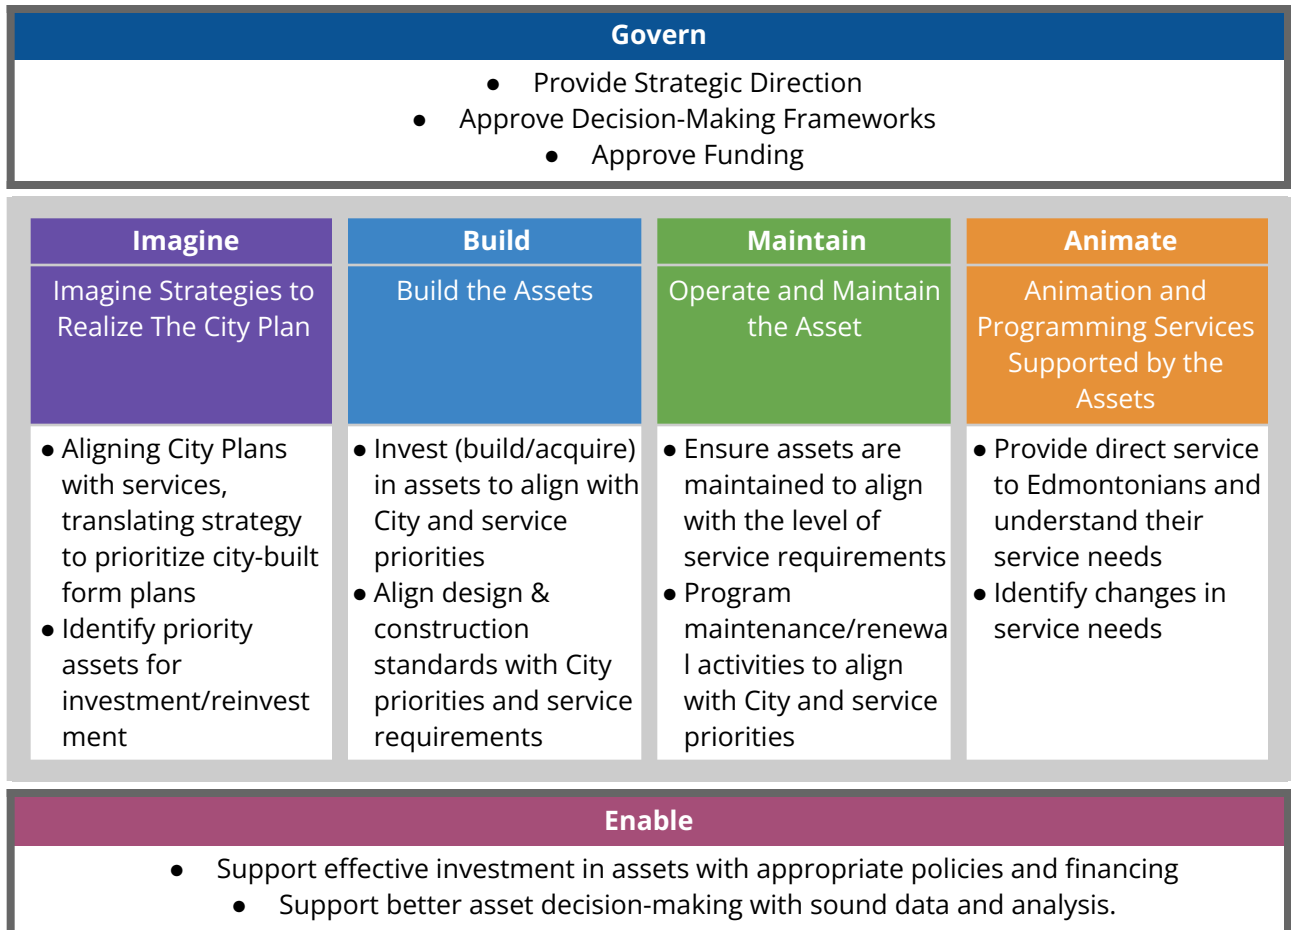 Govern
● Provide Strategic Direction
● Approve Decision-Making Frameworks
● Approve Funding
Imagine
Imagine Strategies to
Realize The City Plan
● Aligning City Plans
with services,
translating strategy
to prioritize city-built
form plans
● Identify priority
assets for
investment/reinvest
ment
Build
Build the Assets
● Invest (build/acquire)
in assets to align with
City and service
priorities
● Align design &
construction
standards with City
priorities and service
requirements
Maintain
Operate and Maintain
the Asset
● Ensure assets are
maintained to align
with the level of
service requirements
● Program
maintenance/renewa
l activities to align
with City and service
priorities
Animate
Animation and
Programming Services
Supported by the
Assets
● Provide direct service
to Edmontonians and
understand their
service needs
● Identify changes in
service needs
Enable
● Support effective investment in assets with appropriate policies and financing
● Support better asset decision-making with sound data and analysis.